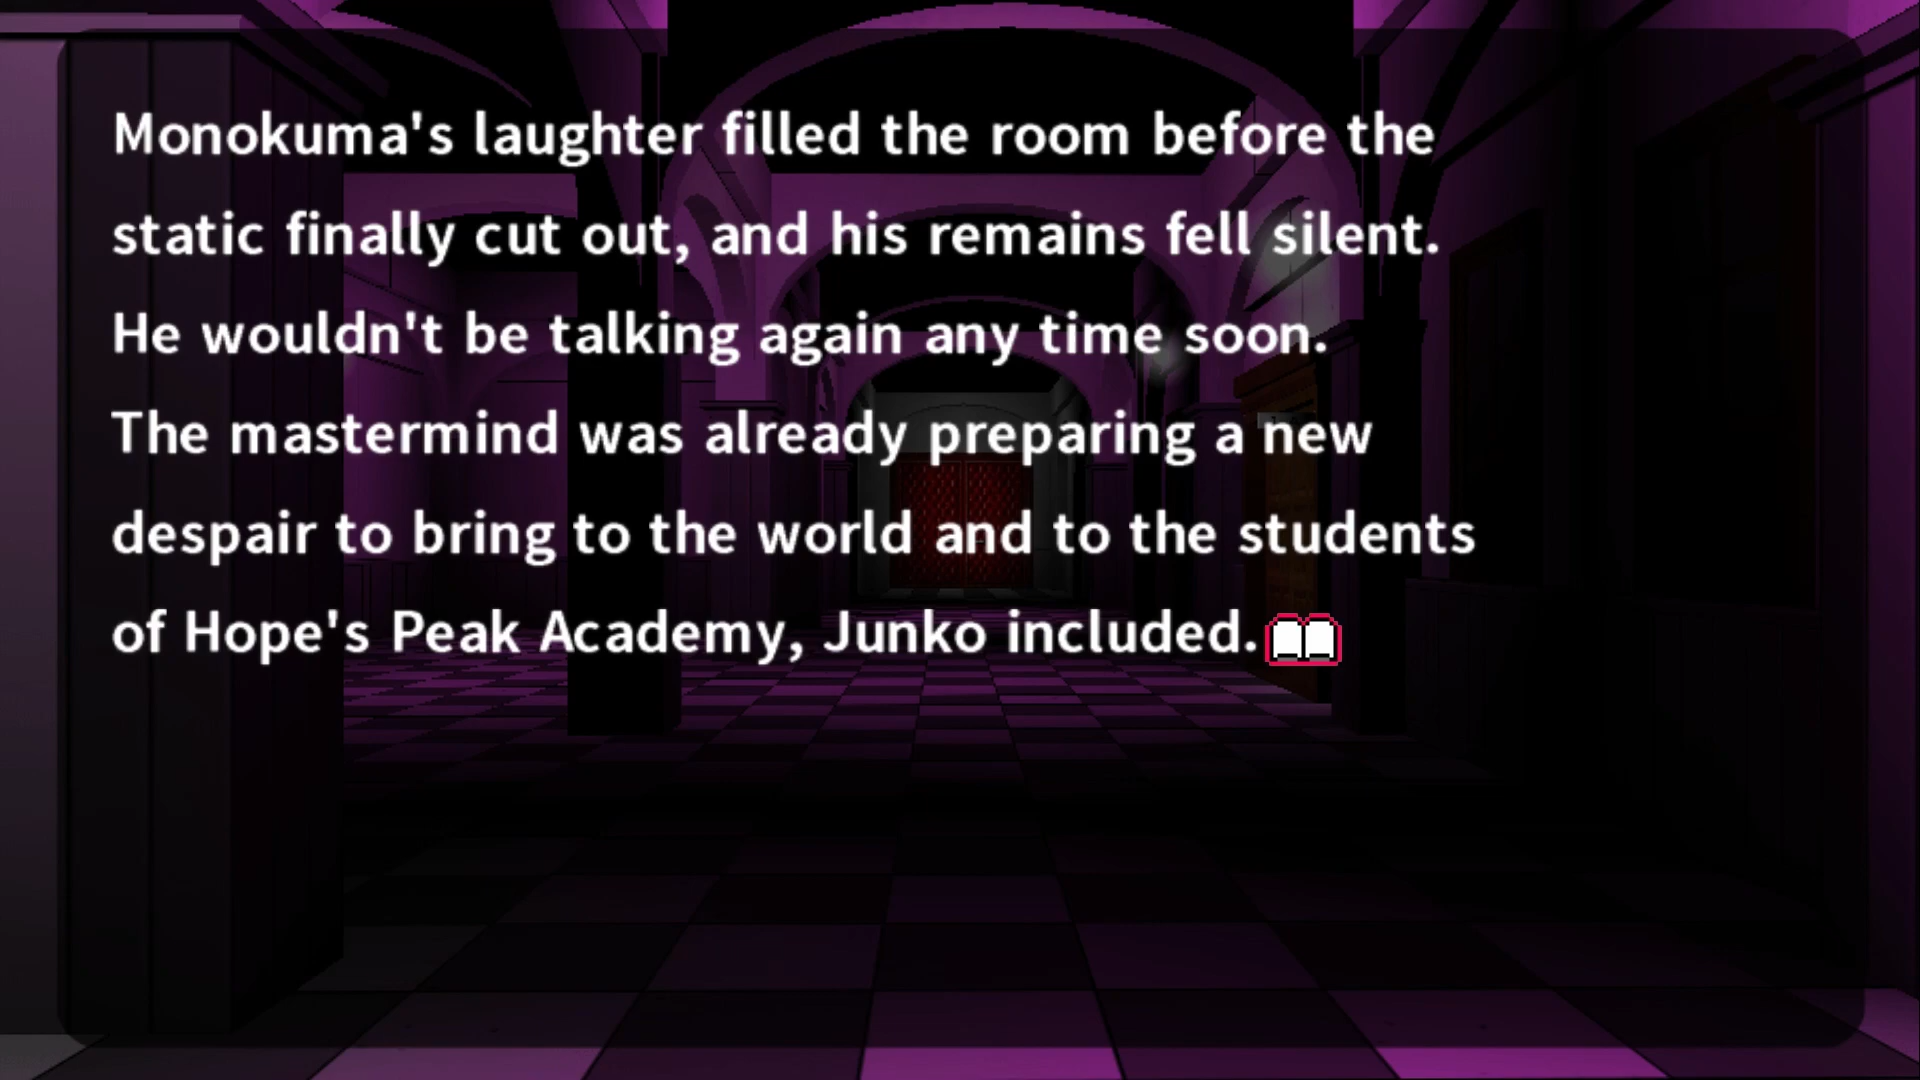 Monokuma's laughter filled the room before the
static finally cut out, and his remains fell silent.
He wouldn't be talking again any time soon.
The mastermind was already preparing a new
despair to bring to the world and to the students
of Hope's Peak Academy, Junko included.